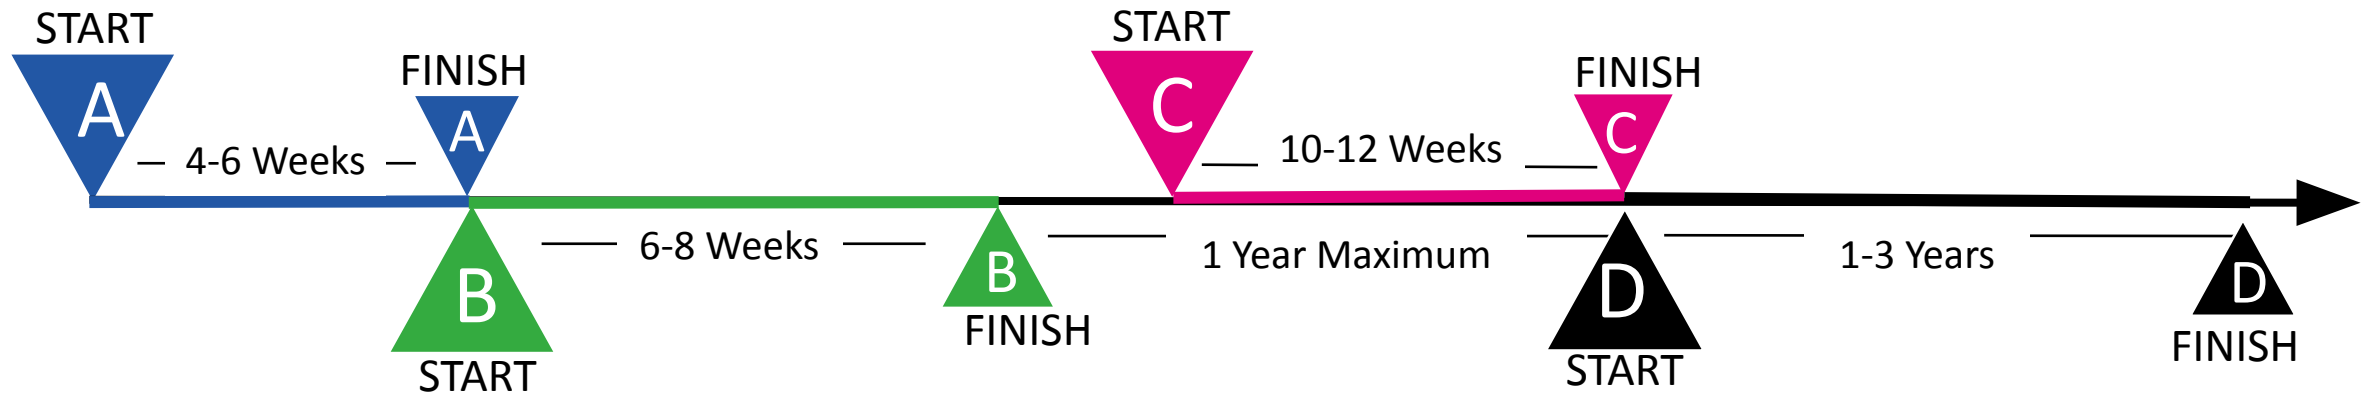 START
A
4-6 Weeks
FINISH
A
B
START
6-8 Weeks
B
FINISH
START
C
10-12 Weeks
FINISH
C
1 Year Maximum
D
START
1-3 Years
D
FINISH